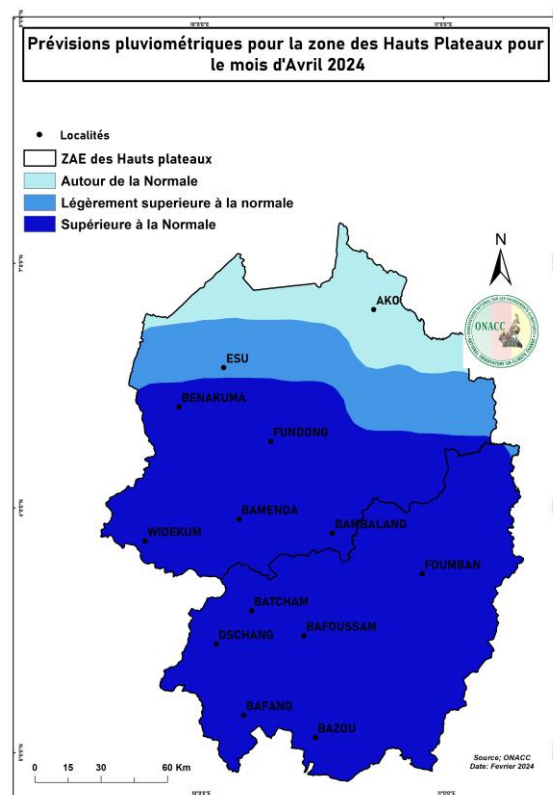 Prévisions pluviométriques pour la zone des Hauts Plateaux pour
le mois d'Avril 2024
Localités
ZAE des Hauts plateaux
Autour de la Normale
Légèrement superieure à la normale
Supérieure à la Normale
N
AKO
ONACC
ESU
BENAKUMA
FUNDONG
BAMENDA
WIDEKUM
BAMBALANG
FOUMBAN
BATCHAM
BAFOUSSAM
DSCHANG
BAFANG
BAZOU
Source; ONACC
Date: Fevrier 2024
0 15 30 60 Km